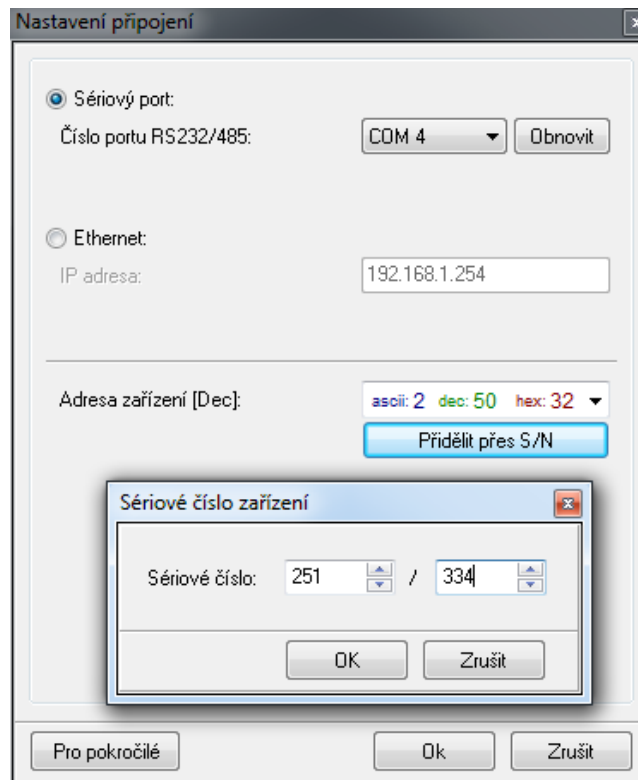 Nastavení připojení
Sériový port:
Číslo portu RS232/485: COM 4 Obnovit
Ethernet:
IP adresa: 192.168.1.254
Adresa zařízení [Dec]: ascii: 2 dec: 50 hex: 32
Přidělit přes S/N
Sériové číslo zařízení
Sériové číslo: 251 / 334
OK Zrušit
Pro pokročilé Ok Zrušit